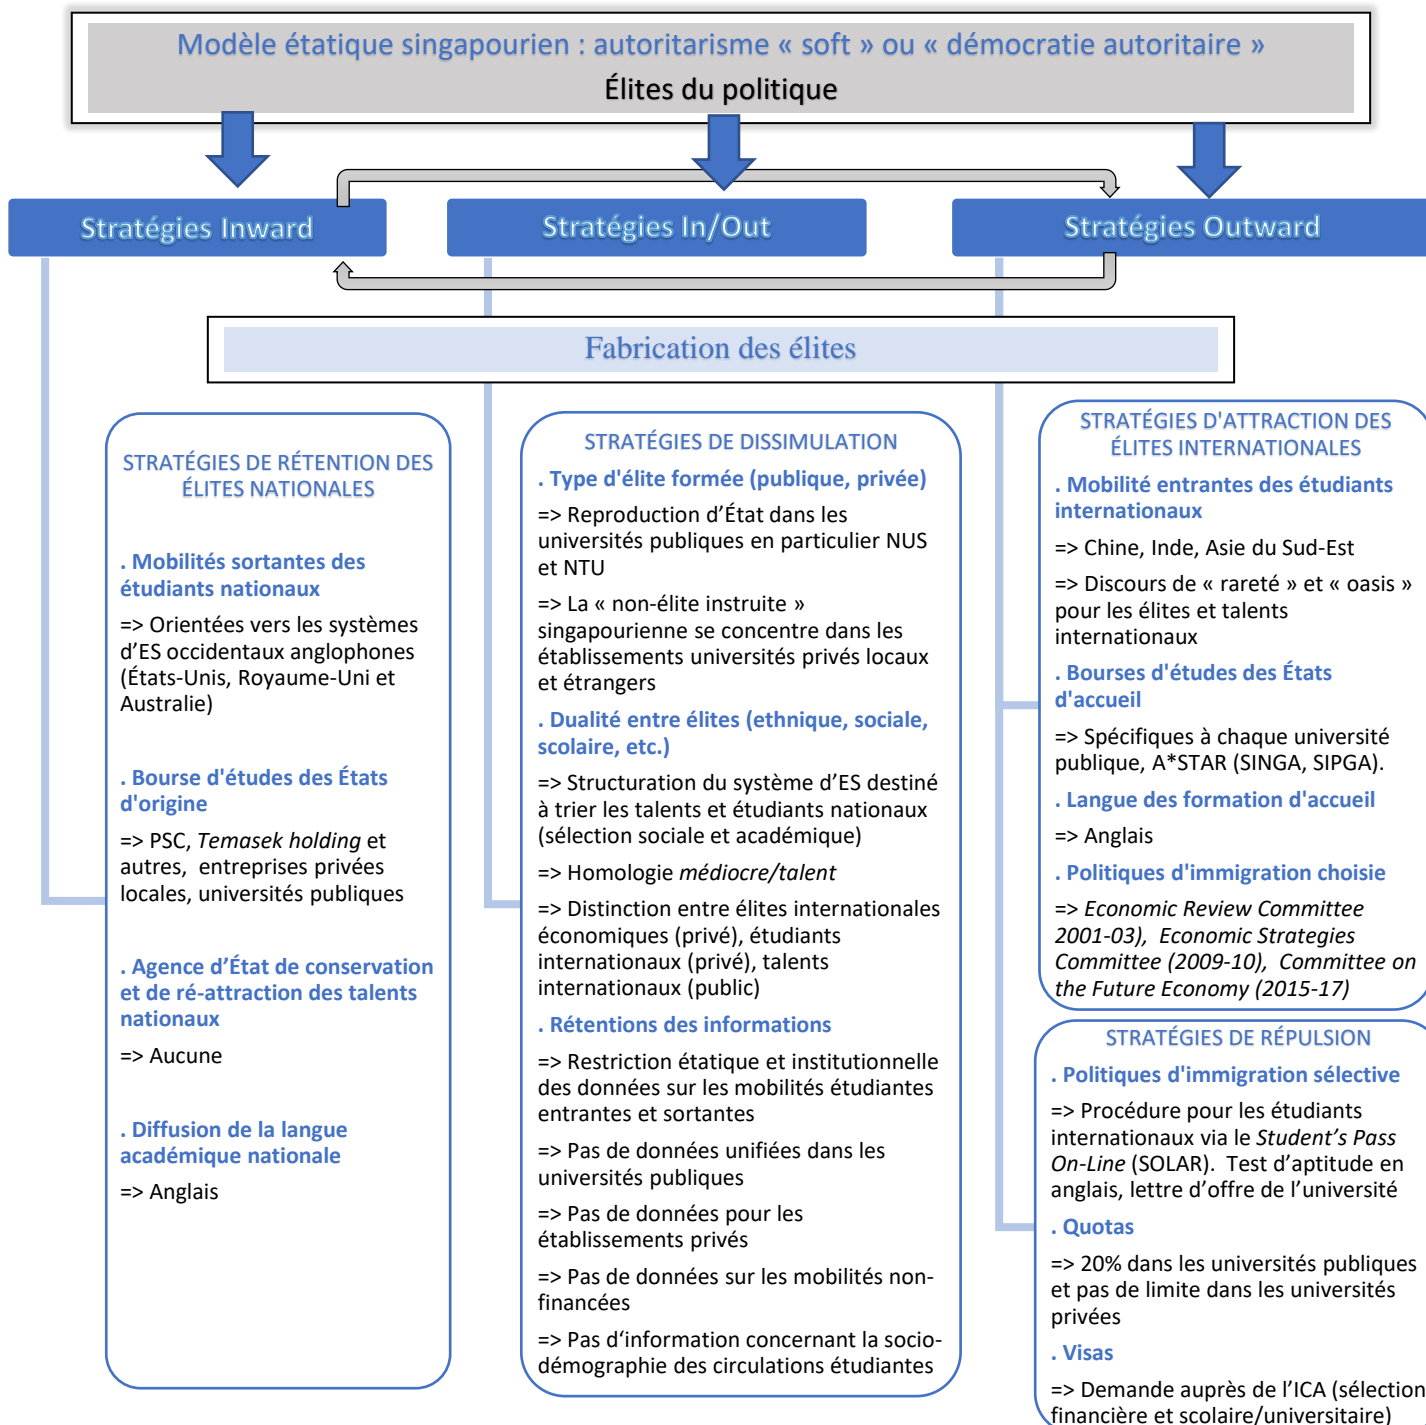 Modèle étatique singapourien : autoritarisme « soft » ou « démocratie autoritaire »
Élites du politique
Stratégies Inward
Stratégies In/Out
Stratégies Outward
Fabrication des élites
STRATÉGIES DE RÉTENTION DES
ÉLITES NATIONALES
. Mobilités sortantes des
étudiants nationaux
=> Orientées vers les systèmes
d'ES occidentaux anglophones
(États-Unis, Royaume-Uni et
Australie)
. Bourse d'études des États
d'origine
=> PSC, Temasek holding et
autres, entreprises privées
locales, universités publiques
. Agence d'État de conservation
et de ré-attraction des talents
nationaux
=> Aucune
. Diffusion de la langue
académique nationale
=> Anglais
STRATÉGIES DE DISSIMULATION
. Type d'élite formée (publique, privée)
=> Reproduction d'État dans les
universités publiques en particulier NUS
et NTU
=> La « non-élite instruite »
singapourienne se concentre dans les
établissements universités privés locaux
et étrangers
. Dualité entre élites (ethnique, sociale,
scolaire, etc.)
=> Structuration du système d'ES destiné
à trier les talents et étudiants nationaux
(sélection sociale et académique)
=> Homologie médiocre/talent
=> Distinction entre élites internationales
économiques (privé), étudiants
internationaux (privé), talents
internationaux (public)
. Rétentions des informations
=> Restriction étatique et institutionnelle
des données sur les mobilités étudiantes
entrantes et sortantes
=> Pas de données unifiées dans les
universités publiques
=> Pas de données pour les
établissements privés
=> Pas de données sur les mobilités non-
financées
=> Pas d‘information concernant la socio-
démographie des circulations étudiantes
STRATÉGIES D'ATTRACTION DES
ÉLITES INTERNATIONALES
. Mobilité entrantes des étudiants
internationaux
=> Chine, Inde, Asie du Sud-Est
=> Discours de « rareté » et « oasis »
pour les élites et talents
internationaux
. Bourses d'études des États
d'accueil
=> Spécifiques à chaque université
publique, A*STAR (SINGA, SIPGA).
. Langue des formation d'accueil
=> Anglais
. Politiques d'immigration choisie
=> Economic Review Committee
2001-03), Economic Strategies
Committee (2009-10), Committee on
the Future Economy (2015-17)
STRATÉGIES DE RÉPULSION
. Politiques d'immigration sélective
=> Procédure pour les étudiants
internationaux via le Student's Pass
On-Line (SOLAR). Test d'aptitude en
anglais, lettre d'offre de l'université
. Quotas
=> 20% dans les universités publiques
et pas de limite dans les universités
privées
. Visas
=> Demande auprès de l'ICA (sélection
financière et scolaire/universitaire)